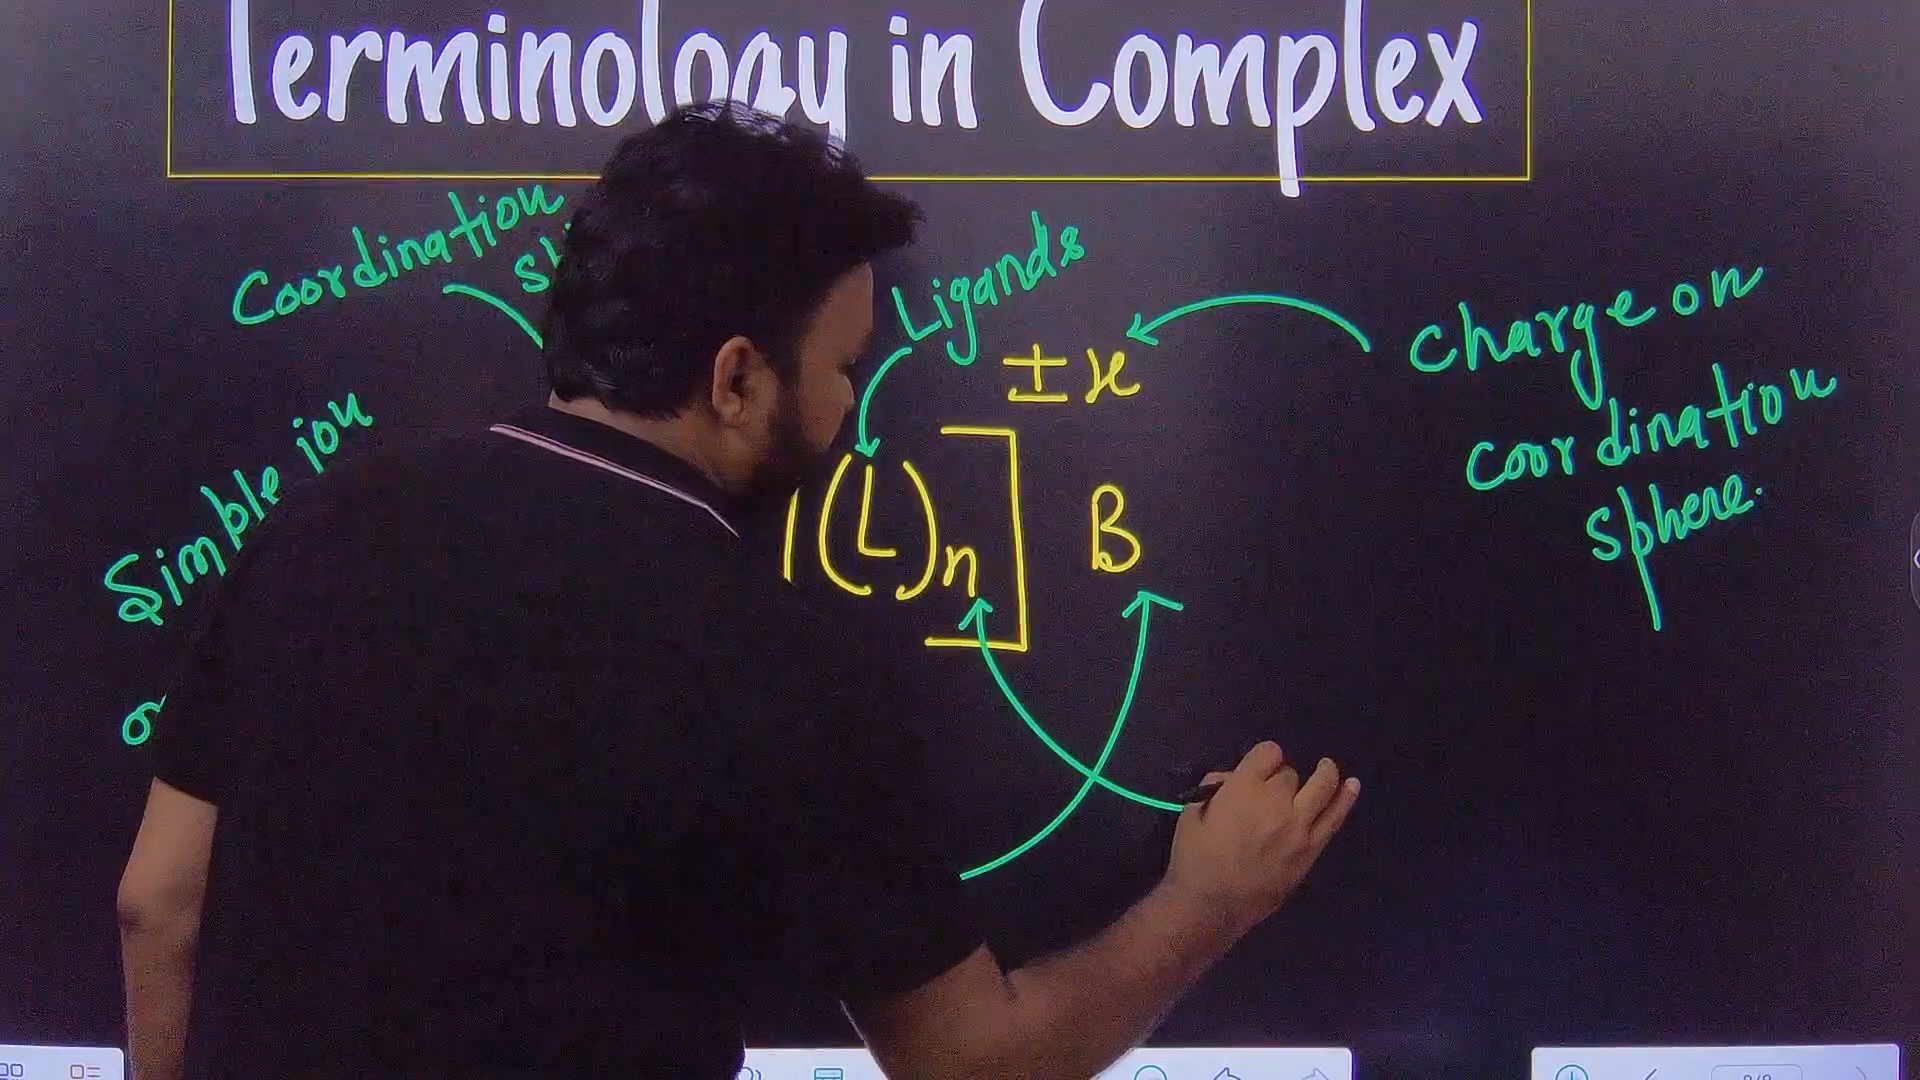 Terminology in Complex
Coordination
Ligands
± x
Charge on
coordination
sphere.
Simple ion
(L)n ] B